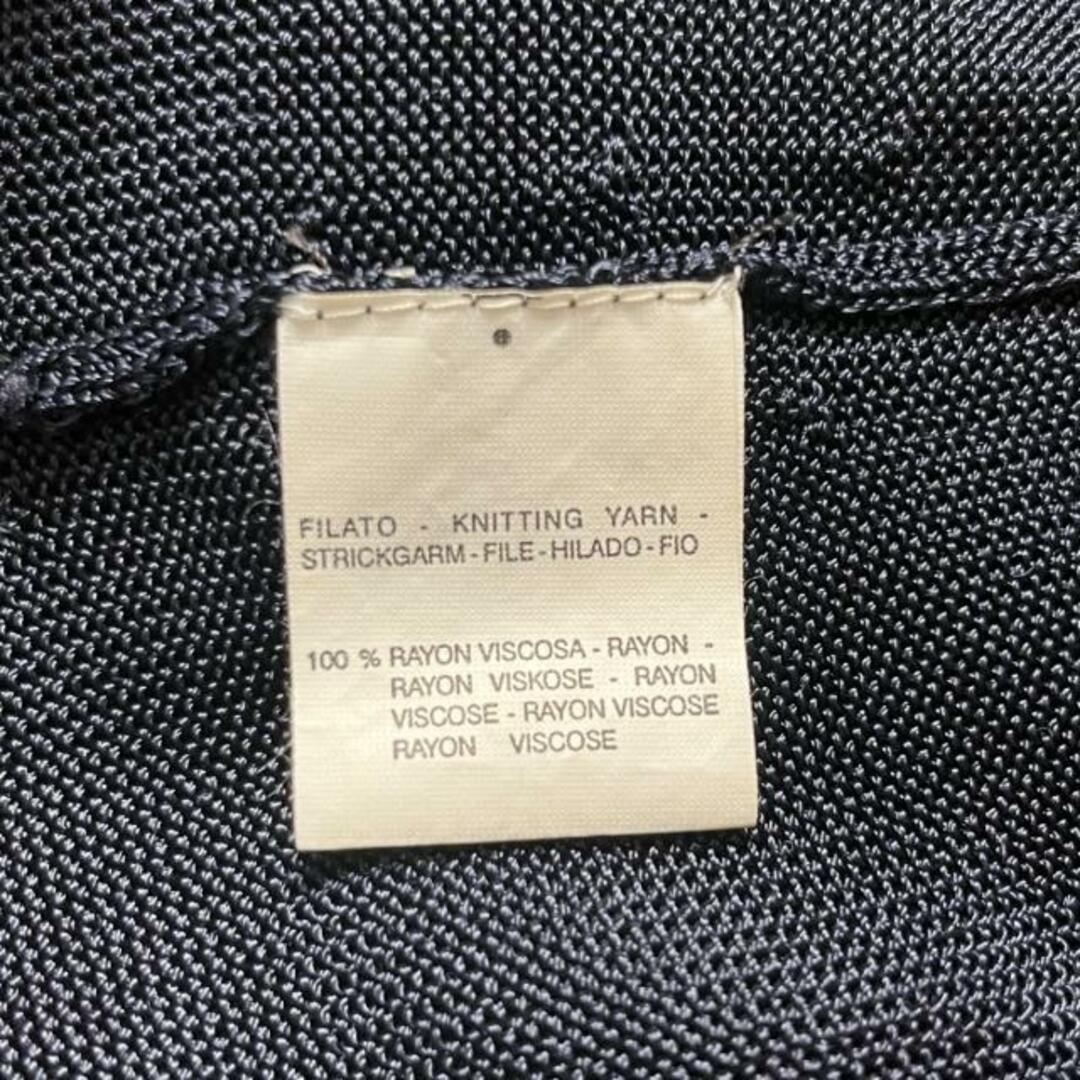 FILATO - KNITTING YARN -
STRICKGARM-FILE-HILADO-FIO
100 % RAYON VISCOSA - RAYON -
RAYON VISKOSE - RAYON
VISCOSE - RAYON VISCOSE
RAYON VISCOSE